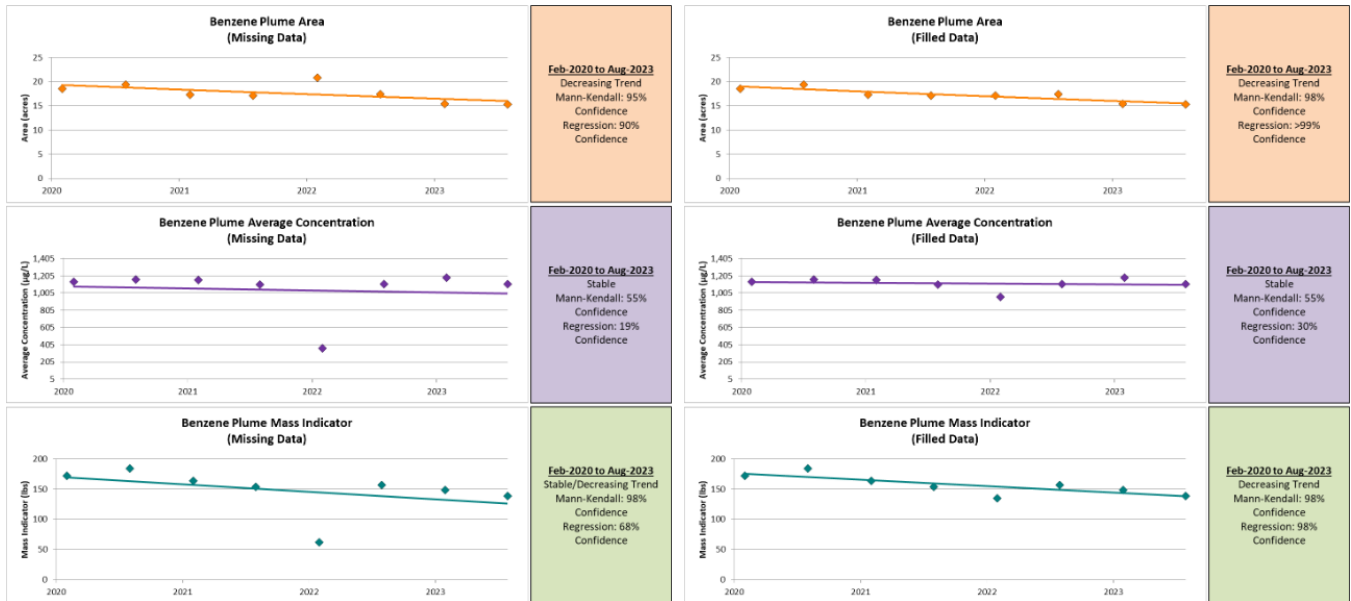 Benzene Plume Area
(Missing Data)
Area (acres)
25
20
15
10
5
0
2020
2021
2022
2023
Feb-2020 to Aug-2023
Decreasing Trend
Mann-Kendall: 95%
Confidence
Regression: 90%
Confidence
Benzene Plume Area
(Filled Data)
Area (acres)
25
20
15
10
5
0
2020
2021
2022
2023
Feb-2020 to Aug-2023
Decreasing Trend
Mann-Kendall: 98%
Confidence
Regression: >99%
Confidence
Benzene Plume Average Concentration
(Missing Data)
Average Concentration (µg/L)
1,405
1,205
1,005
805
605
405
205
5
2020
2021
2022
2023
Feb-2020 to Aug-2023
Stable
Mann-Kendall: 55%
Confidence
Regression: 19%
Confidence
Benzene Plume Average Concentration
(Filled Data)
Average Concentration (µg/L)
1,405
1,205
1,005
805
605
405
205
5
2020
2021
2022
2023
Feb-2020 to Aug-2023
Stable
Mann-Kendall: 55%
Confidence
Regression: 30%
Confidence
Benzene Plume Mass Indicator
(Missing Data)
Mass Indicator (lbs)
200
150
100
50
0
2020
2021
2022
2023
Feb-2020 to Aug-2023
Stable/Decreasing Trend
Mann-Kendall: 98%
Confidence
Regression: 68%
Confidence
Benzene Plume Mass Indicator
(Filled Data)
Mass Indicator (lbs)
200
150
100
50
0
2020
2021
2022
2023
Feb-2020 to Aug-2023
Decreasing Trend
Mann-Kendall: 98%
Confidence
Regression: 98%
Confidence